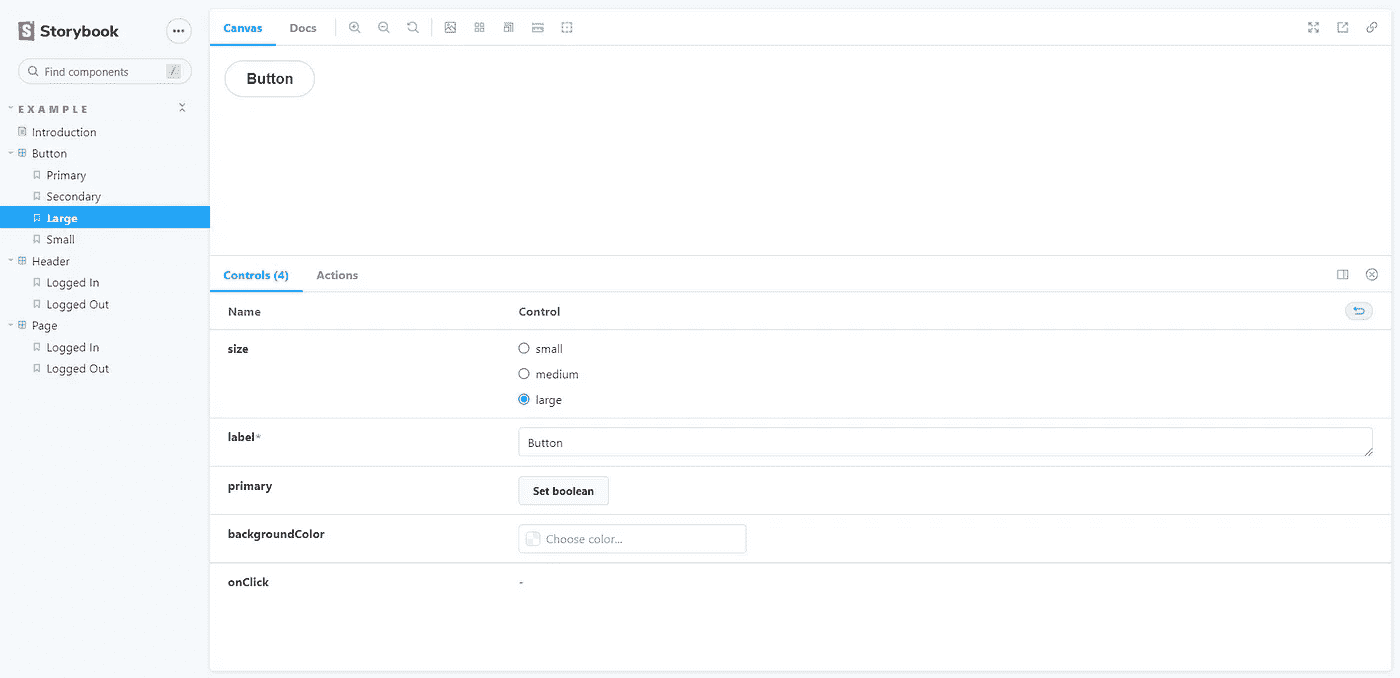 Storybook
Find components /
EXAMPLE
Introduction
Button
Primary
Secondary
Large
Small
Header
Logged In
Logged Out
Page
Logged In
Logged Out
Canvas Docs
Button
Controls (4) Actions
Name Control
size
small
medium
large
label*
Button
primary
Set boolean
backgroundColor
Choose color...
onClick
-